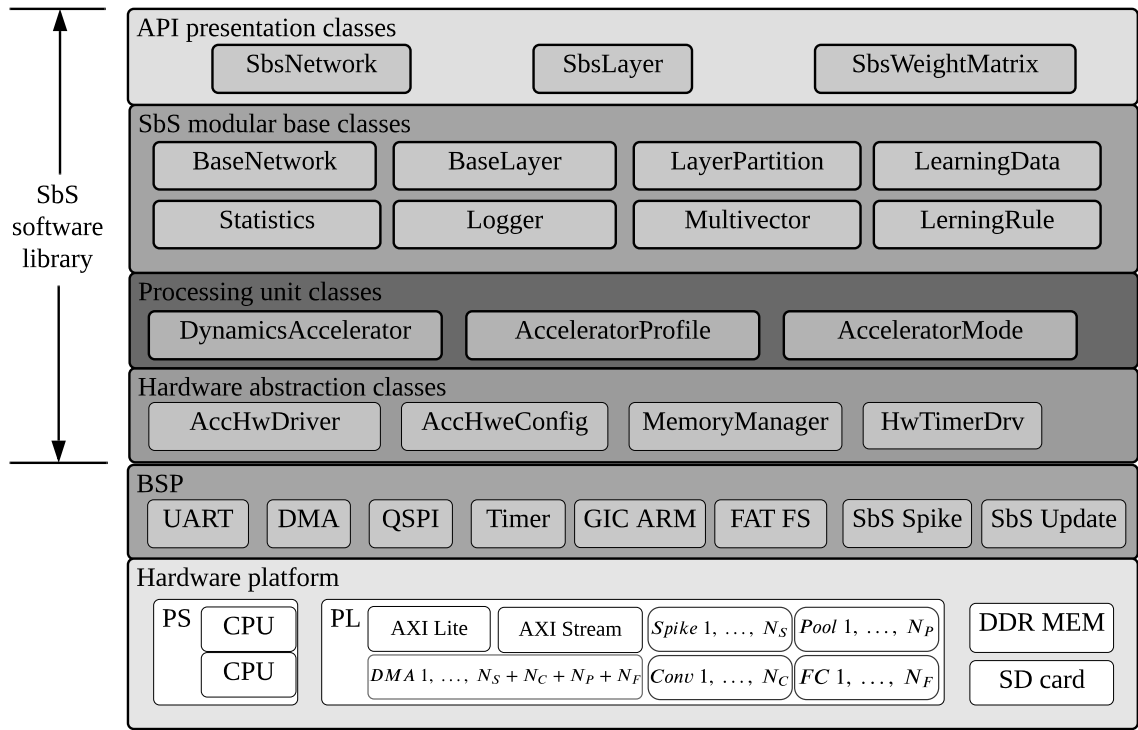 API presentation classes
SbsNetwork SbsLayer SbsWeightMatrix
SbS modular base classes
BaseNetwork BaseLayer LayerPartition LearningData
Statistics Logger Multivector LerningRule
SbS
software
library
Processing unit classes
DynamicsAccelerator AcceleratorProfile AcceleratorMode
Hardware abstraction classes
AccHwDriver AccHweConfig MemoryManager HwTimerDrv
BSP
UART DMA QSPI Timer GIC ARM FAT FS SbS Spike SbS Update
Hardware platform
PS CPU PL AXI Lite AXI Stream Spike 1, …, N_S Pool 1, …, N_P DDR MEM
CPU DMA 1, …, N_S + N_C + N_P + N_F Conv 1, …, N_C FC 1, …, N_F SD card